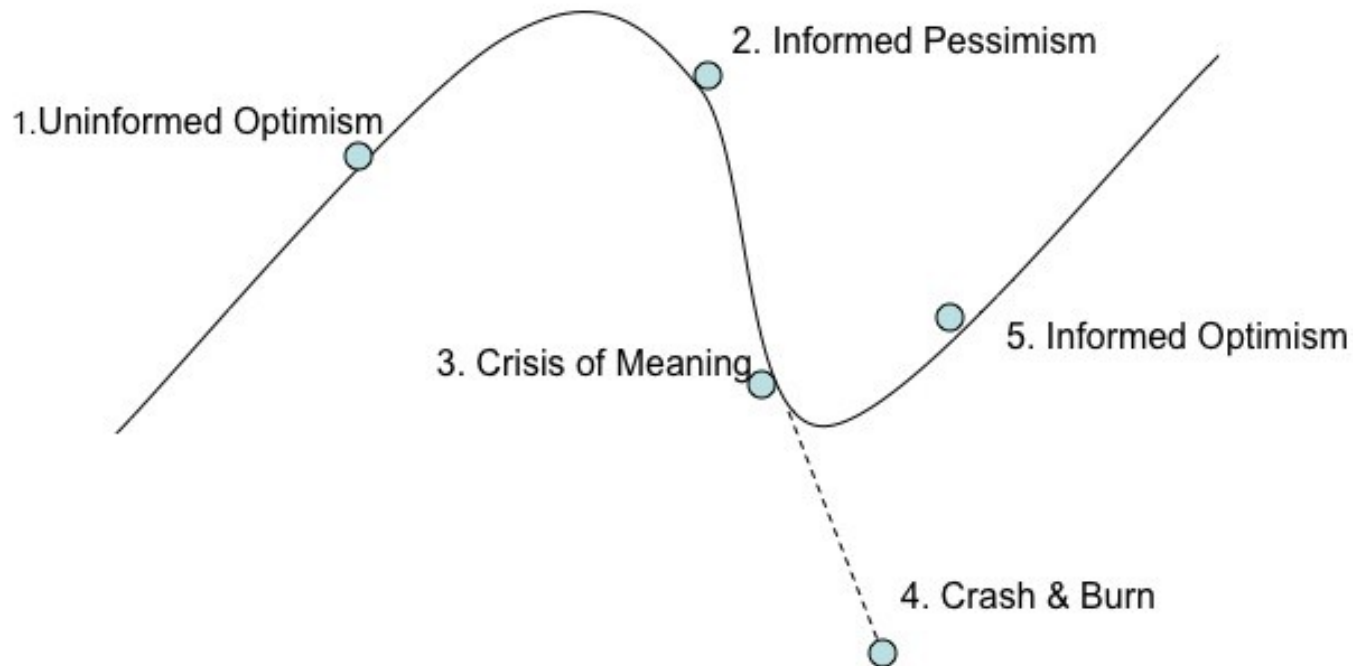 2. Informed Pessimism
1.Uninformed Optimism
3. Crisis of Meaning
5. Informed Optimism
4. Crash & Burn